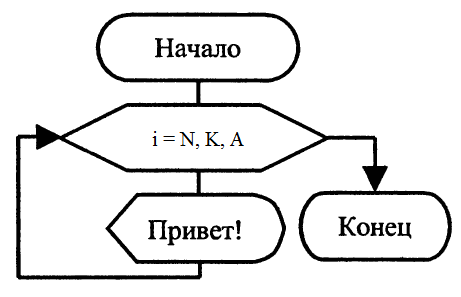 Начало
i = N, K, A
Привет!
Конец